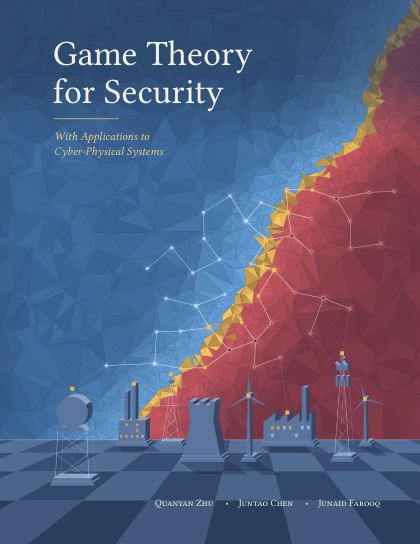 Game Theory
for Security
With Applications to
Cyber-Physical Systems
Quanyan Zhu • Juntao Chen • Junaid Farooq